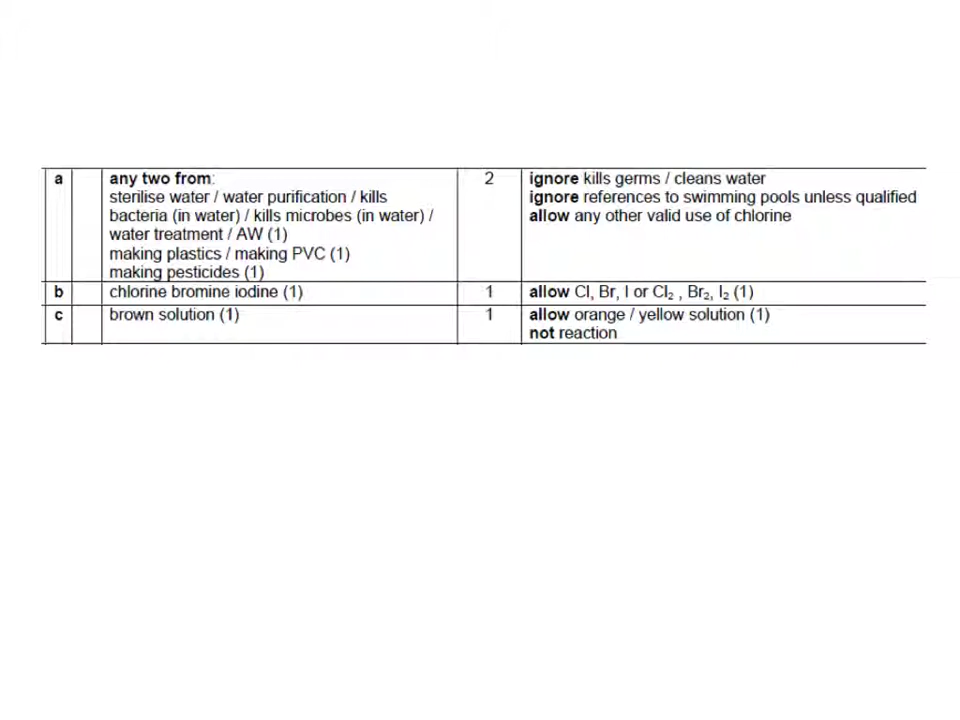 a any two from: 2 ignore kills germs / cleans water
sterilise water / water purification / kills ignore references to swimming pools unless qualified
bacteria (in water) / kills microbes (in water) / allow any other valid use of chlorine
water treatment / AW (1)
making plastics / making PVC (1)
making pesticides (1)
b chlorine bromine iodine (1) 1 allow Cl, Br, I or Cl₂ , Br₂, I₂ (1)
c brown solution (1) 1 allow orange / yellow solution (1)
not reaction